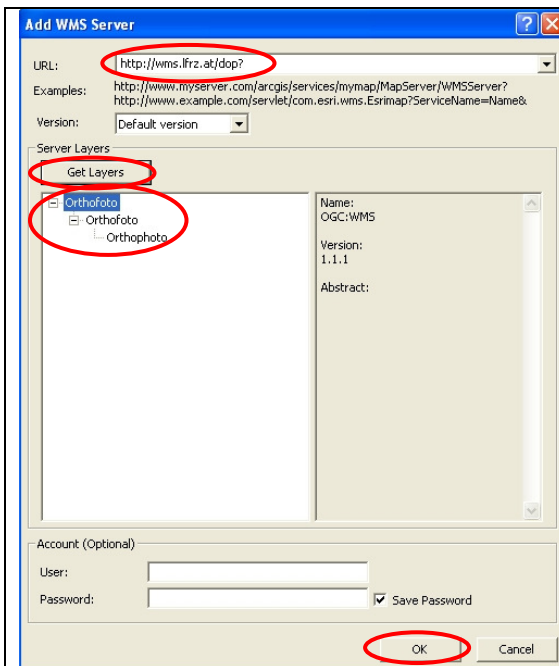 Add WMS Server
URL: http://wms.lfrz.at/dop?
Examples: http://www.myserver.com/arcgis/services/mymap/MapServer/WMSServer?
http://www.example.com/servlet/com.esri.wms.Esrimap?ServiceName=Name&
Version: Default version
Server Layers
Get Layers
Orthofoto
Orthofoto
Orthophoto
Name:
OGC:WMS
Version:
1.1.1
Abstract:
Account (Optional)
User:
Password:
Save Password
OK Cancel